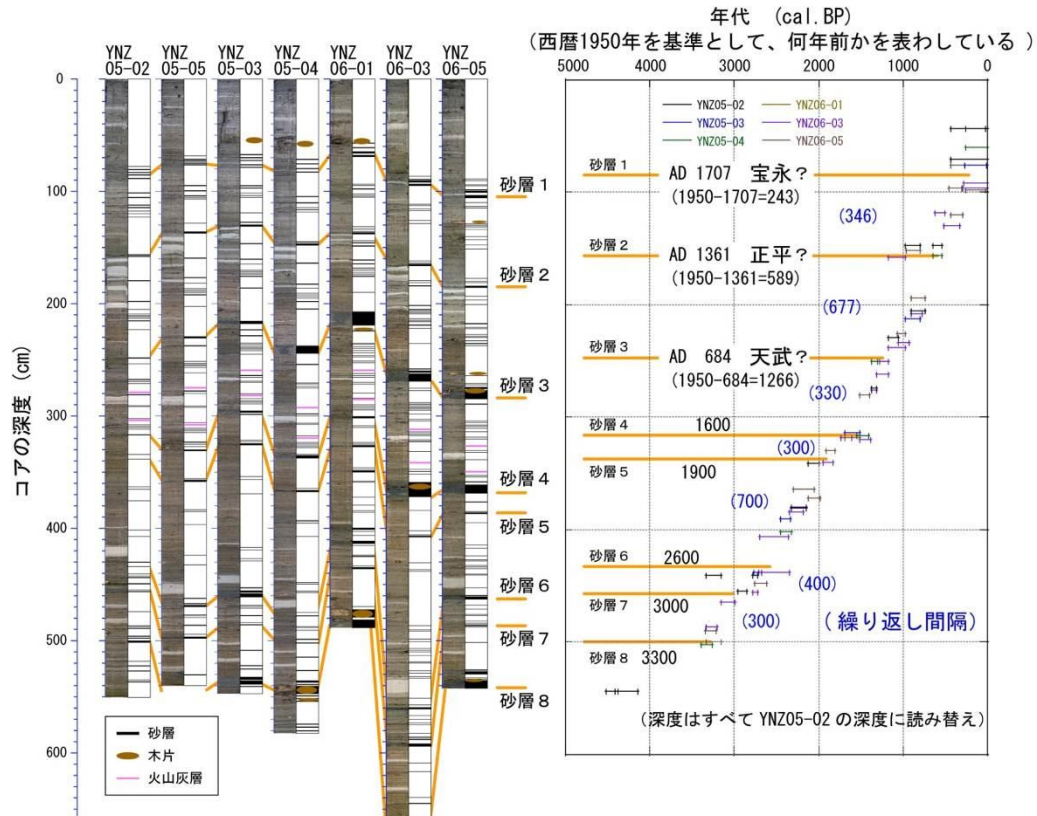 年代 (cal.BP)
(西暦1950年を基準として、何年前かを表わしている )
YNZ 05-02
YNZ 05-05
YNZ 05-03
YNZ 05-04
YNZ 06-01
YNZ 06-03
YNZ 06-05
コアの深度 (cm)
0
100
200
300
400
500
600
砂層 1
砂層 2
砂層 3
砂層 4
砂層 5
砂層 6
砂層 7
砂層 8
砂層
木片
火山灰層
5000 4000 3000 2000 1000 0
YNZ05-02
YNZ05-03
YNZ05-04
YNZ06-01
YNZ06-03
YNZ06-05
砂層 1
AD 1707 宝永？
(1950-1707=243)
(346)
砂層 2
AD 1361 正平？
(1950-1361=589)
(677)
砂層 3
AD 684 天武？
(1950-684=1266)
(330)
砂層 4
1600
(300)
砂層 5
1900
(700)
砂層 6
2600
(400)
砂層 7
3000
(300)
(繰り返し間隔)
砂層 8
3300
(深度はすべて YNZ05-02 の深度に読み替え)